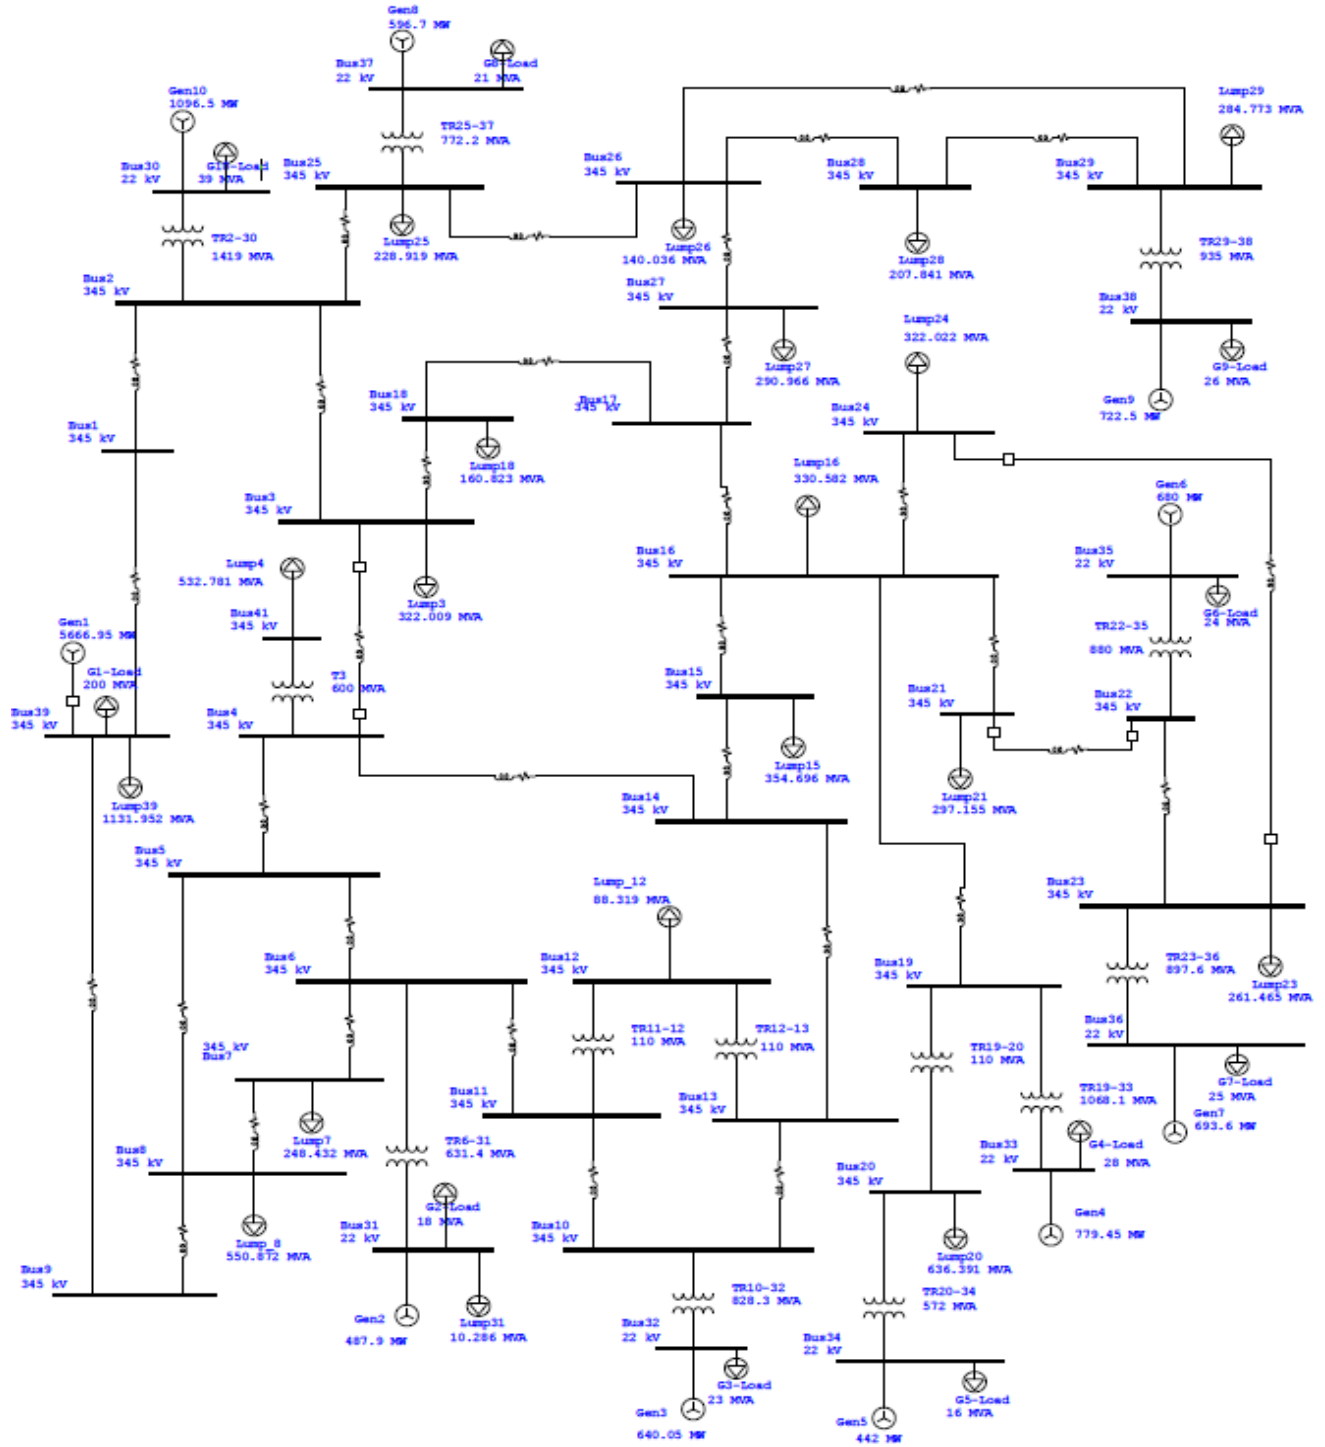 Gen8
596.7 MW
Bus37
22 kV
G8-Load
21 MVA
Gen10
1096.5 MW
TR25-37
772.2 MVA
Lump29
284.773 MVA
Bus30
22 kV
G10-Load
39 MVA
Bus25
345 kV
Bus26
345 kV
Bus28
345 kV
Bus29
345 kV
TR2-30
1419 MVA
Lump25
228.919 MVA
Lump26
140.036 MVA
Lump28
207.841 MVA
TR29-38
935 MVA
Bus2
345 kV
Bus27
345 kV
Bus38
22 kV
Lump24
322.022 MVA
Lump27
290.966 MVA
G9-Load
26 MVA
Bus18
345 kV
Bus17
345 kV
Bus24
345 kV
Gen9
722.5 MW
Bus1
345 kV
Lump18
160.823 MVA
Lump16
330.582 MVA
Gen6
680 MW
Bus3
345 kV
Bus16
345 kV
Bus35
22 kV
Lump4
532.781 MVA
Lump3
322.009 MVA
G6-Load
24 MVA
Bus41
345 kV
Gen1
5666.95 MW
TR22-35
880 MVA
G1-Load
200 MVA
T3
600 MVA
Bus15
345 kV
Bus21
345 kV
Bus22
345 kV
Bus39
345 kV
Bus4
345 kV
Lump15
354.696 MVA
Lump21
297.155 MVA
Lump39
1131.952 MVA
Bus14
345 kV
Bus5
345 kV
Lump_12
88.319 MVA
Bus23
345 kV
Bus6
345 kV
Bus12
345 kV
Bus19
345 kV
TR23-36
897.6 MVA
Lump23
261.465 MVA
TR11-12
110 MVA
TR12-13
110 MVA
Bus36
22 kV
345 kV
Bus7
TR19-20
110 MVA
G7-Load
25 MVA
Bus11
345 kV
Bus13
345 kV
TR19-33
1068.1 MVA
Gen7
693.6 MW
Lump7
248.432 MVA
TR6-31
631.4 MVA
Bus33
22 kV
G4-Load
28 MVA
Bus8
345 kV
Bus20
345 kV
G2-Load
18 MVA
Gen4
779.45 MW
Lump_8
550.872 MVA
Bus31
22 kV
Bus10
345 kV
Lump20
636.391 MVA
Bus9
345 kV
TR10-32
828.3 MVA
TR20-34
572 MVA
Gen2
487.9 MW
Lump31
10.286 MVA
Bus32
22 kV
Bus34
22 kV
G3-Load
23 MVA
G5-Load
16 MVA
Gen3
640.05 MW
Gen5
442 MW